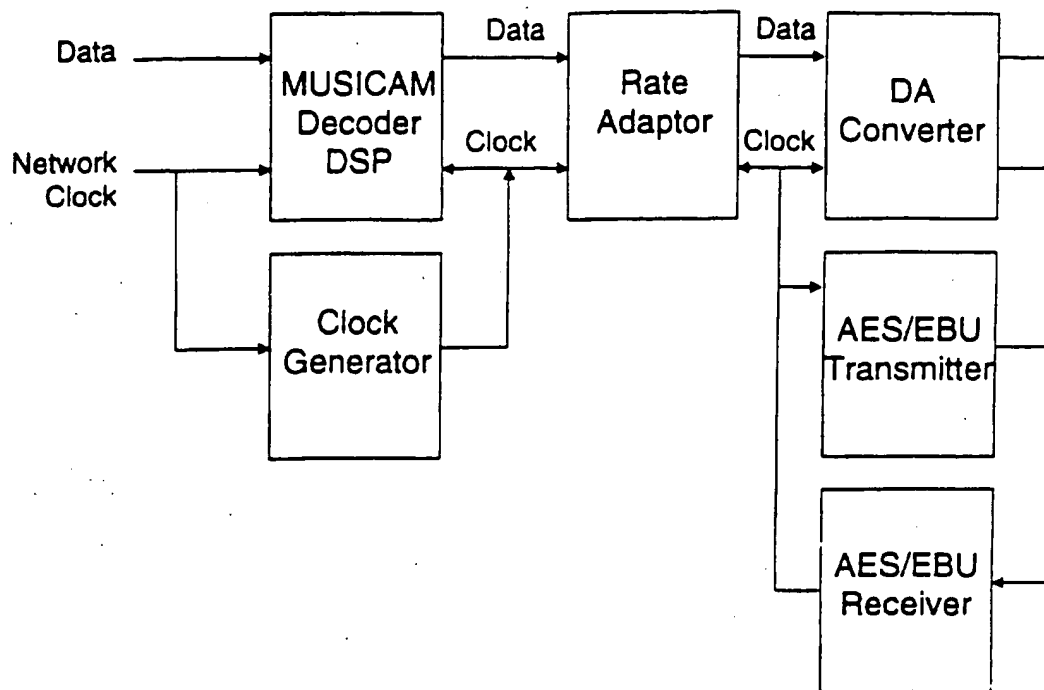 Data
MUSICAM
Decoder
DSP
Data
Rate
Adaptor
Data
DA
Converter
Network
Clock
Clock
Clock
Clock
Generator
AES/EBU
Transmitter
AES/EBU
Receiver